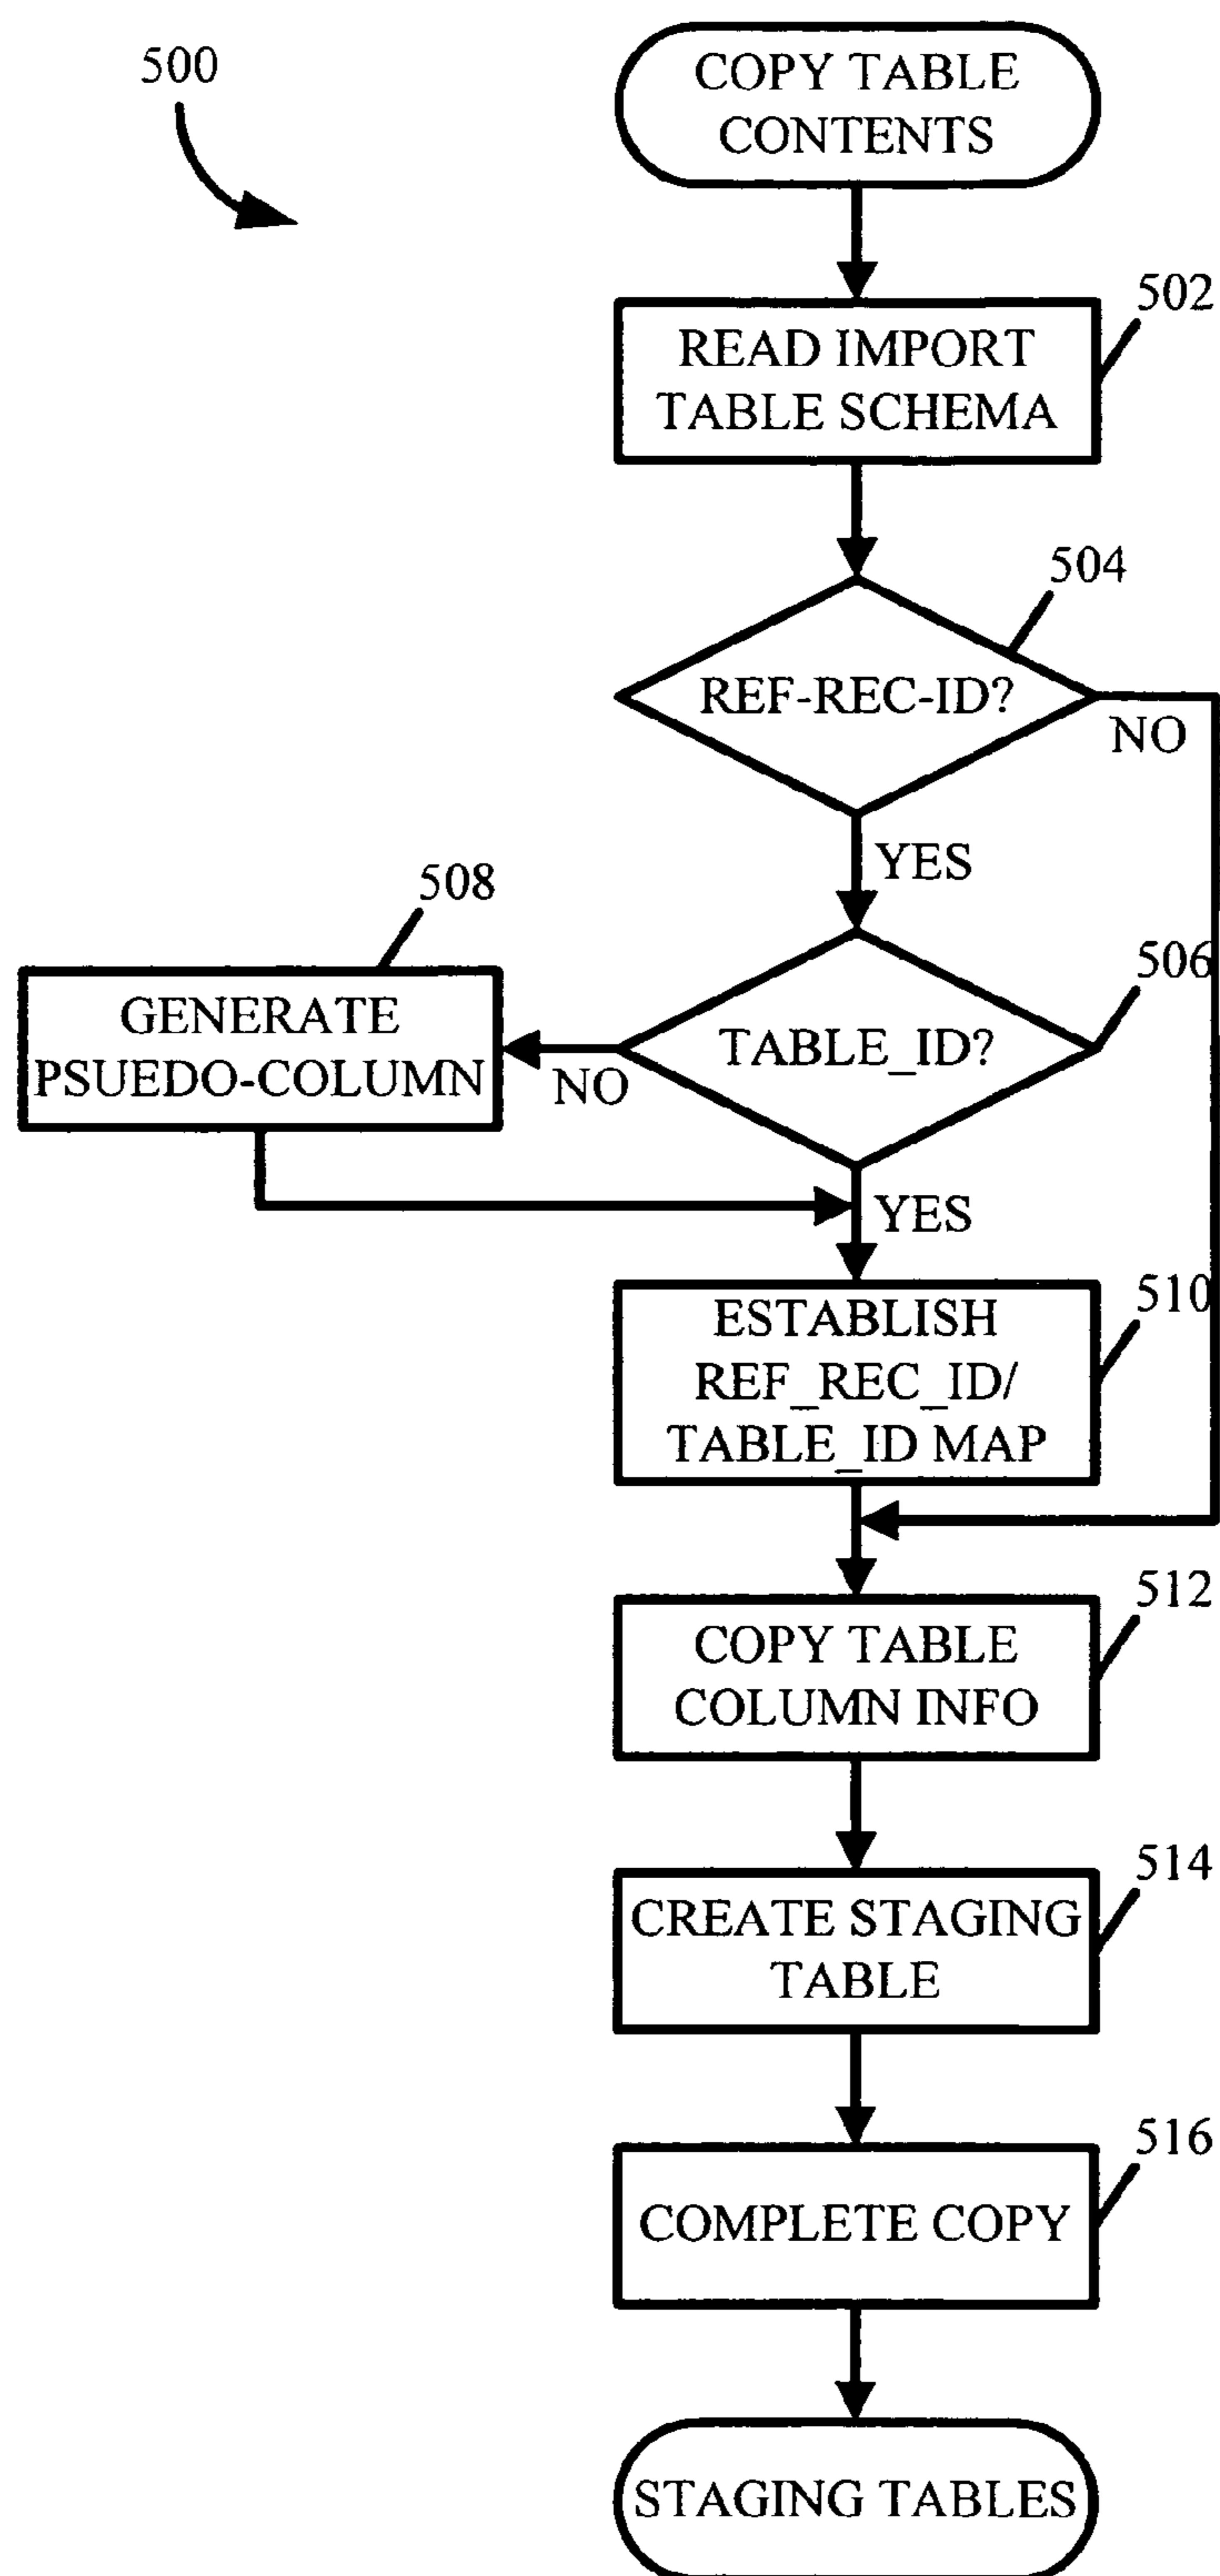 500
COPY TABLE
CONTENTS
502
READ IMPORT
TABLE SCHEMA
504
REF-REC-ID?
NO
YES
508
506
GENERATE
PSUEDO-COLUMN
TABLE_ID?
NO
YES
510
ESTABLISH
REF_REC_ID/
TABLE_ID MAP
512
COPY TABLE
COLUMN INFO
514
CREATE STAGING
TABLE
516
COMPLETE COPY
STAGING TABLES